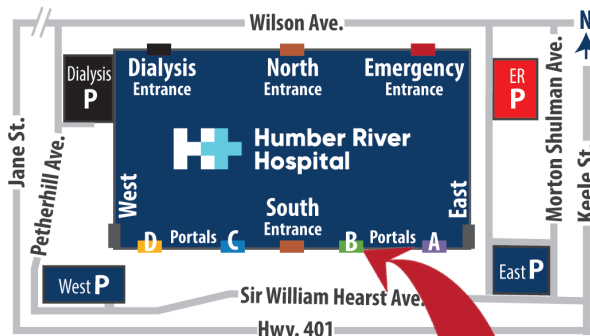 Wilson Ave.
N
Jane St.
Petherhill Ave.
Dialysis
P
Dialysis
Entrance
North
Entrance
Emergency
Entrance
ER
P
Morton Shulman Ave.
Keele St.
Humber River
Hospital
West
East
South
Entrance
D
Portals
C
B
Portals
A
West P
East P
Sir William Hearst Ave.
Hwy. 401